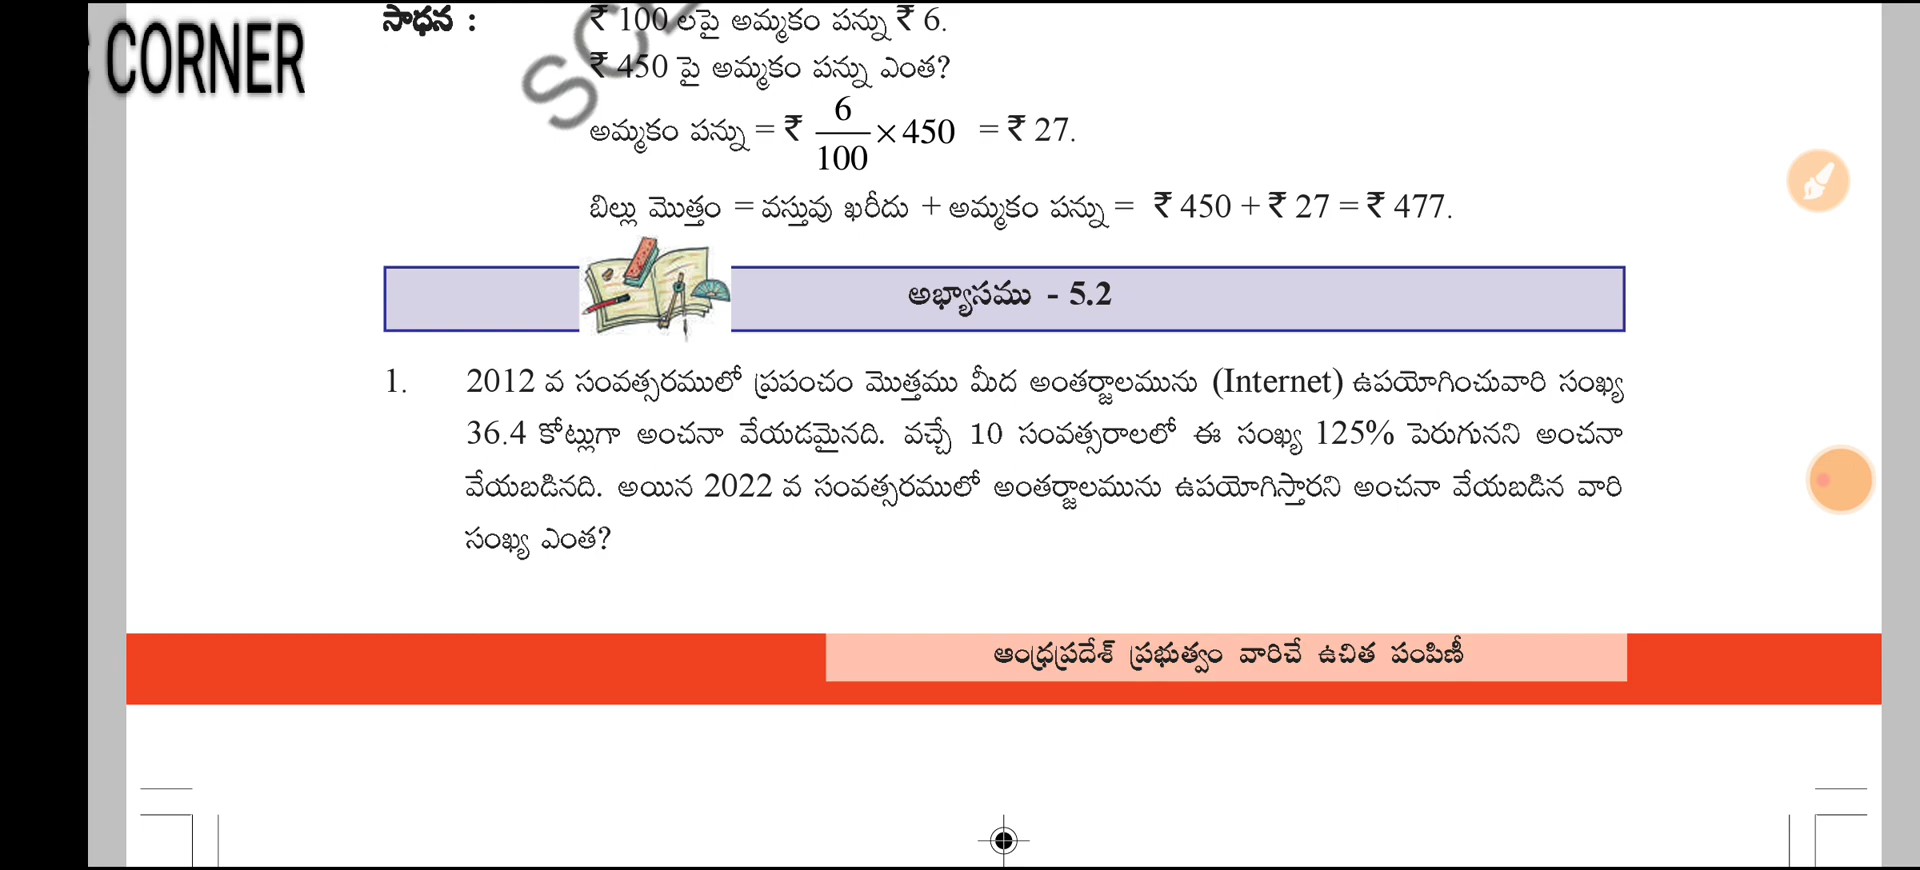 సాధన : ₹ 100 లపై అమ్మకం పన్ను ₹ 6.
CORNER
₹ 450 పై అమ్మకం పన్ను ఎంత?
అమ్మకం పన్ను = ₹ 6/100 × 450 = ₹ 27.
బిల్లు మొత్తం = వస్తువు ఖరీదు + అమ్మకం పన్ను = ₹ 450 + ₹ 27 = ₹ 477.
అభ్యాసము - 5.2
1. 2012 వ సంవత్సరములో ప్రపంచం మొత్తము మీద అంతర్జాలమును (Internet) ఉపయోగించువారి సంఖ్య
36.4 కోట్లుగా అంచనా వేయడమైనది. వచ్చే 10 సంవత్సరాలలో ఈ సంఖ్య 125% పెరుగునని అంచనా
వేయబడినది. అయిన 2022 వ సంవత్సరములో అంతర్జాలమును ఉపయోగిస్తారని అంచనా వేయబడిన వారి
సంఖ్య ఎంత?
ఆంధ్రప్రదేశ్ ప్రభుత్వం వారిచే ఉచిత పంపిణీ